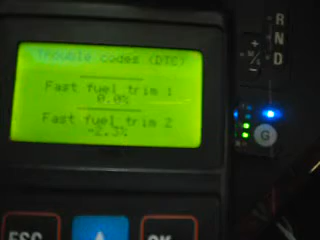 Trouble codes (DTC)
Fast fuel trim 1
0.0%
Fast fuel trim 2
-2.3%
R
N
D
+
M/S
-
G
ESC
OK